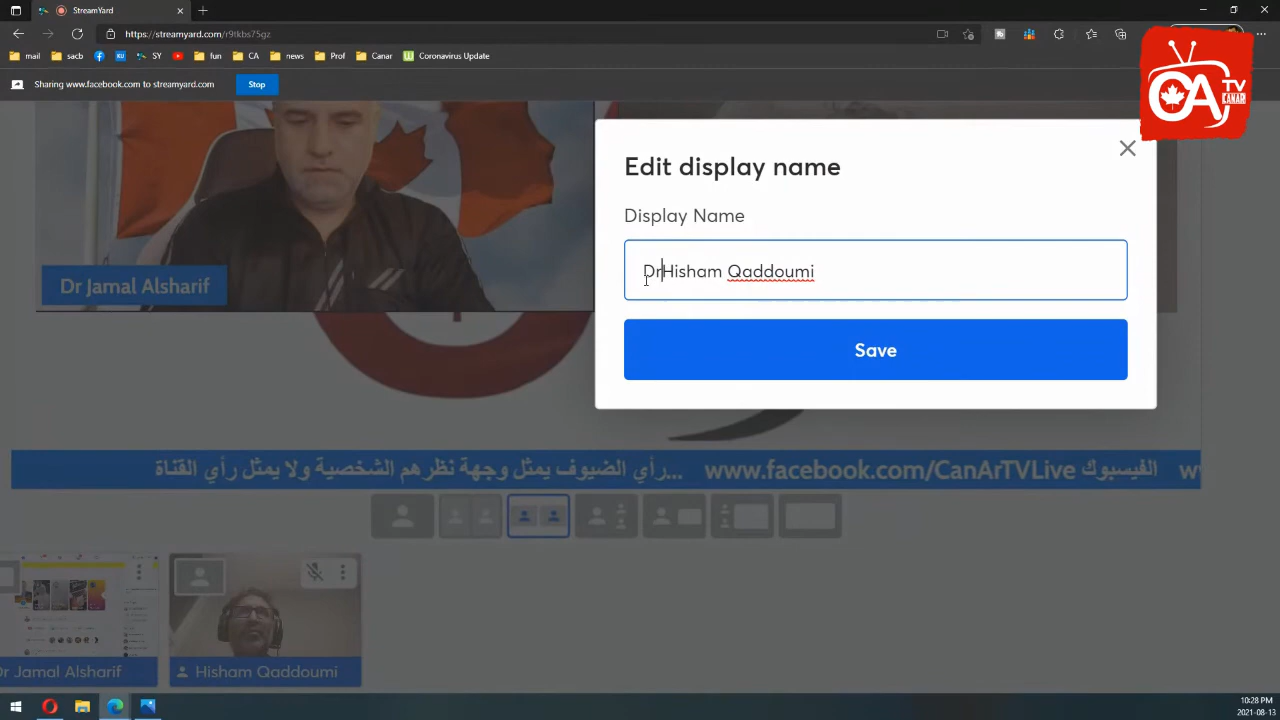 StreamYard
https://streamyard.com/r9tkbs75gz
mail
sacb
KU
SY
fun
CA
news
Prof
Canar
Coronavirus Update
Sharing www.facebook.com to streamyard.com
Stop
CA TV
CANAR
Edit display name
Display Name
DrHisham Qaddoumi
Save
Dr Jamal Alsharif
رأي الضيوف يمثل وجهة نظرهم الشخصية ولا يمثل رأي القناة...
www.facebook.com/CanArTVLive الفيسبوك
Dr Jamal Alsharif
Hisham Qaddoumi
10:28 PM
2021-08-13